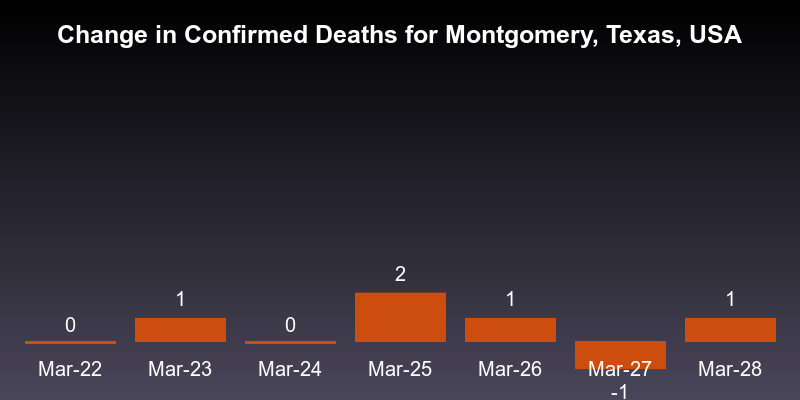 Change in Confirmed Deaths for Montgomery, Texas, USA
2
1 1 1
0 0
Mar-22 Mar-23 Mar-24 Mar-25 Mar-26 Mar-27 Mar-28
-1